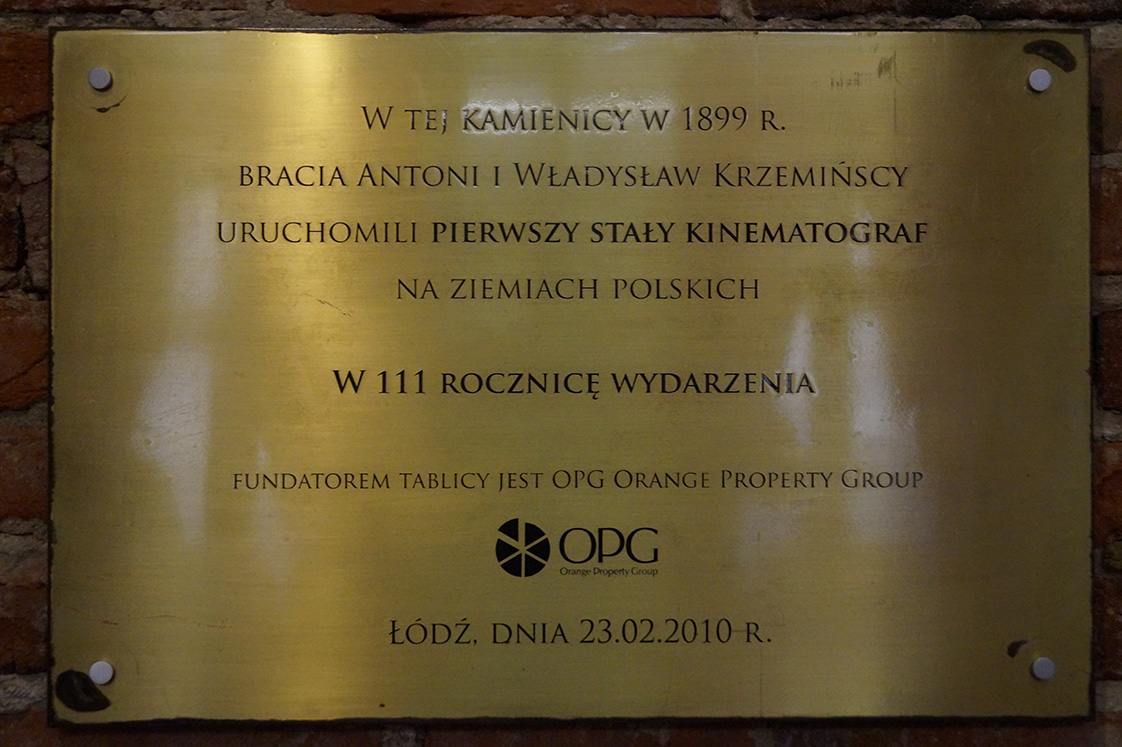 W TEJ KAMIENICY W 1899 R.
BRACIA ANTONI I WŁADYSŁAW KRZEMIŃSCY
URUCHOMILI PIERWSZY STAŁY KINEMATOGRAF
NA ZIEMIACH POLSKICH
W 111 ROCZNICĘ WYDARZENIA
FUNDATOREM TABLICY JEST OPG ORANGE PROPERTY GROUP
OPG
Orange Property Group
ŁÓDŹ, DNIA 23.02.2010 R.